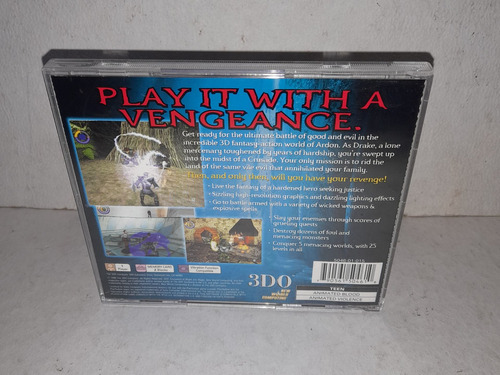 PLAY IT WITH A
VENGEANCE.
Get ready for the ultimate battle of good and evil in the
incredible 3D fantasy-action world of Ardon. As Drake, a lone
mercenary toughened by years of hardship, you're swept up
into the midst of a Crusade. Your only mission is to rid the
land of the same vile evil that annihilated your family.
Then, and only then, will you have your revenge!
• Live the fantasy of a hardened hero seeking justice
• Sizzling high-resolution graphics and dazzling lighting effects
• Go to battle armed with a variety of wicked weapons &
explosive spells
• Slay your enemies through scores of
grueling quests
• Destroy dozens of foul and
menacing monsters
• Conquer 5 menacing worlds, with 25
levels in all.
3DO
TEEN
ANIMATED BLOOD
ANIMATED VIOLENCE